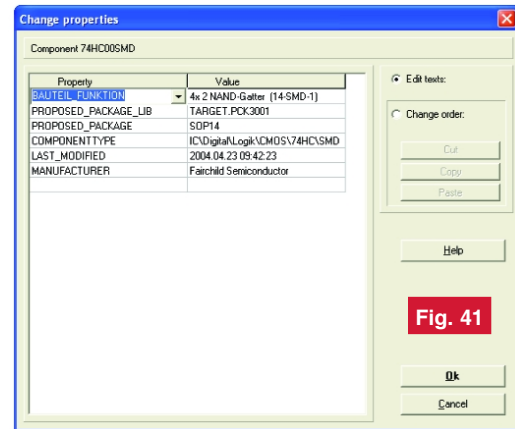 Change properties
Component 74HC00SMD
Property Value
BAUTEIL_FUNKTION 4x 2 NAND-Gatter (14-SMD-1)
PROPOSED_PACKAGE_LIB TARGET.PCK3001
PROPOSED_PACKAGE SOP14
COMPONENTTYPE IC\Digital\Logik\CMOS\74HC\SMD
LAST_MODIFIED 2004.04.23 09:42:23
MANUFACTURER Fairchild Semiconductor
Edit texts:
Change order:
Cut
Copy
Paste
Help
Fig. 41
Ok
Cancel